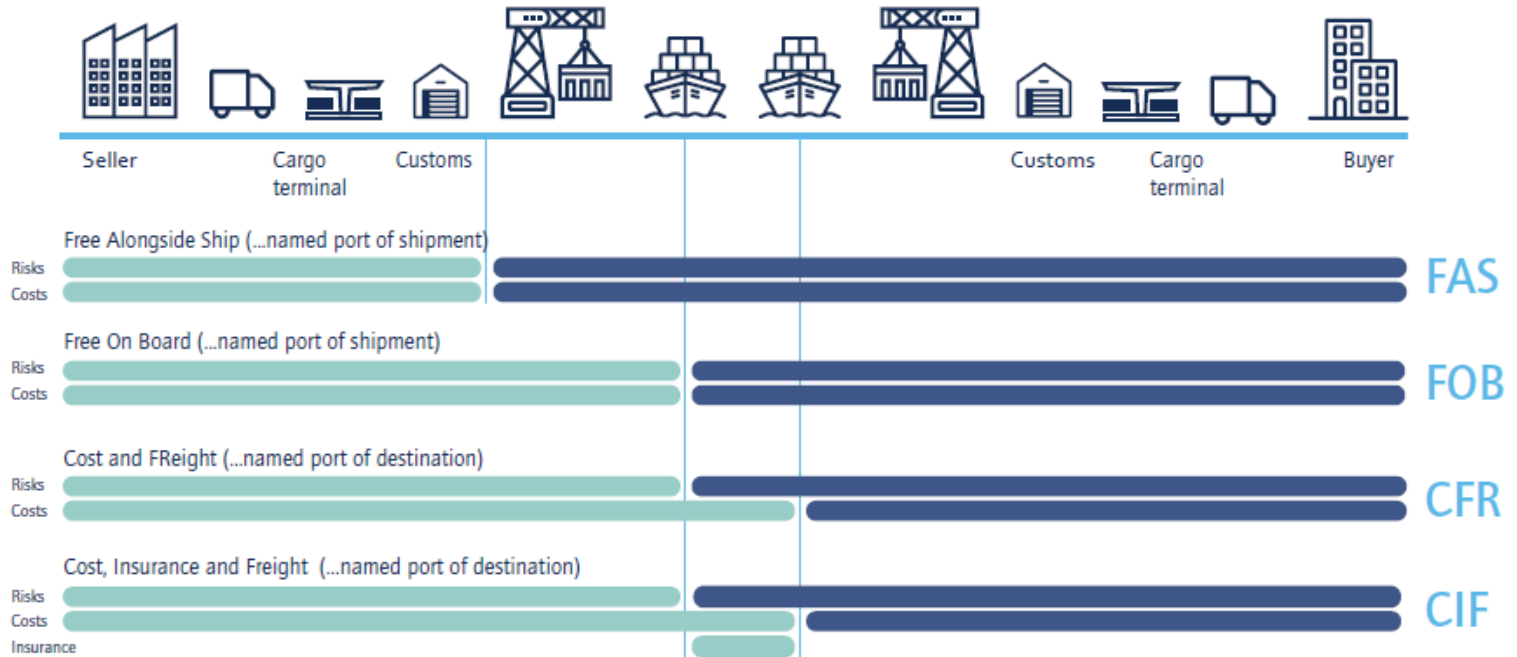 Seller
Cargo
terminal
Customs
Customs
Cargo
terminal
Buyer
Free Alongside Ship (...named port of shipment)
Risks
Costs
FAS
Free On Board (...named port of shipment)
Risks
Costs
FOB
Cost and FReight (...named port of destination)
Risks
Costs
CFR
Cost, Insurance and Freight (...named port of destination)
Risks
Costs
Insurance
CIF